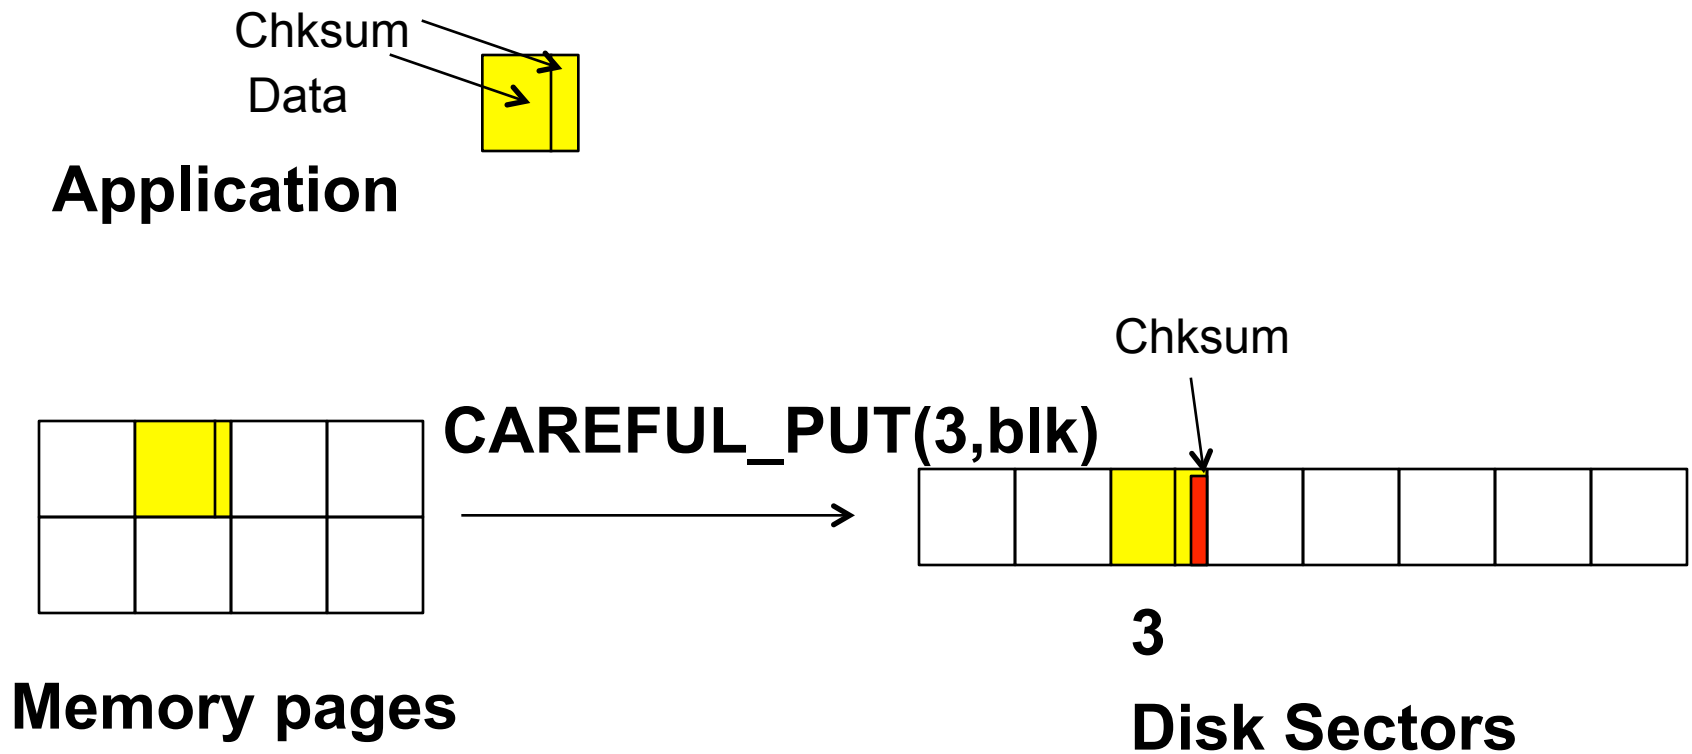 Chksum
Data
Application
Chksum
CAREFUL_PUT(3,blk)
3
Memory pages
Disk Sectors